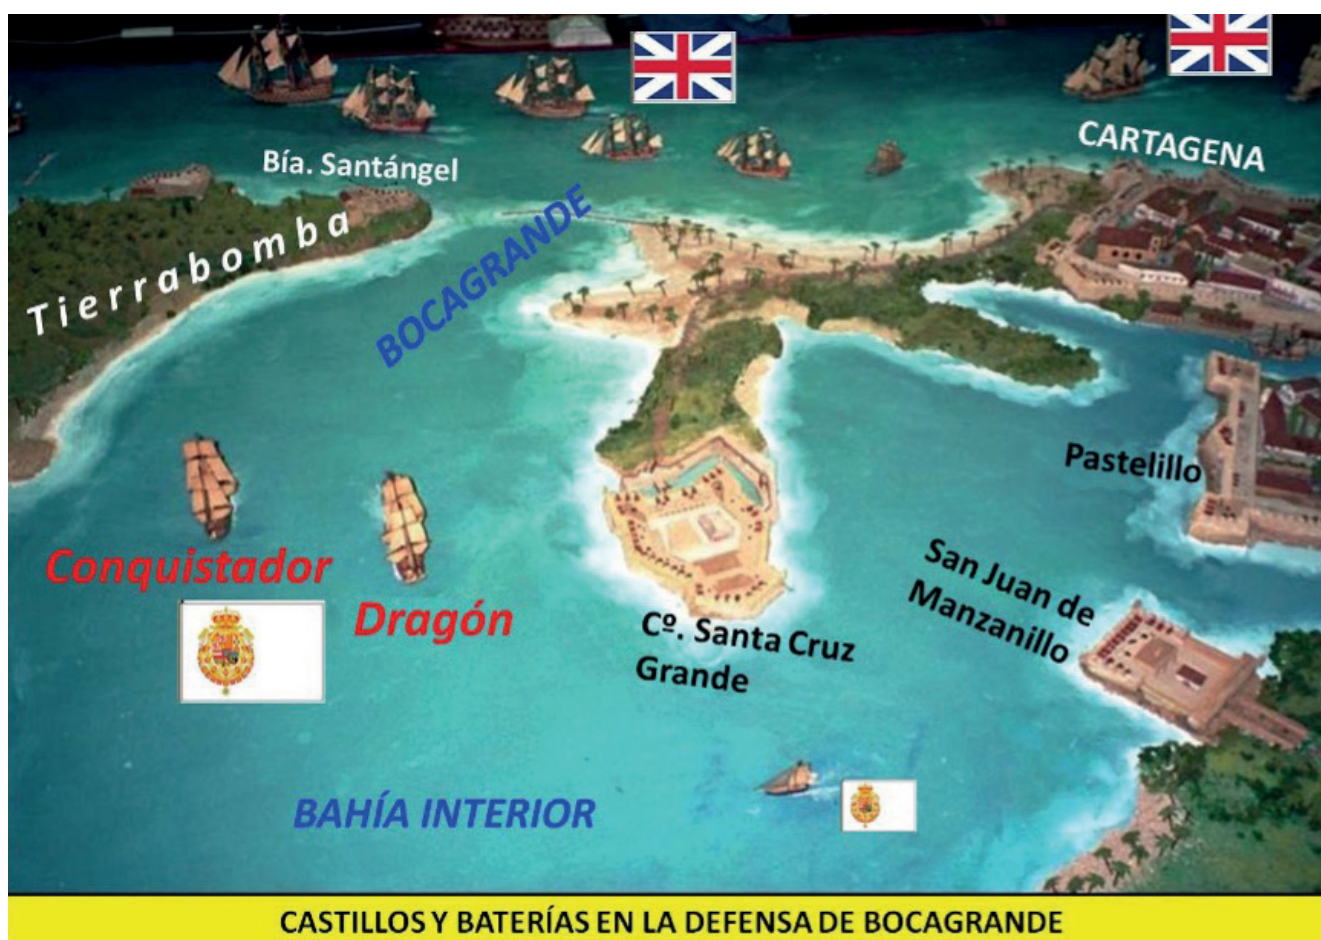 CARTAGENA
Bía. Santángel
Tierrabomba
BOCAGRANDE
Pastelillo
San Juan de
Manzanillo
Conquistador
Dragón
Cº. Santa Cruz
Grande
BAHÍA INTERIOR
CASTILLOS Y BATERÍAS EN LA DEFENSA DE BOCAGRANDE